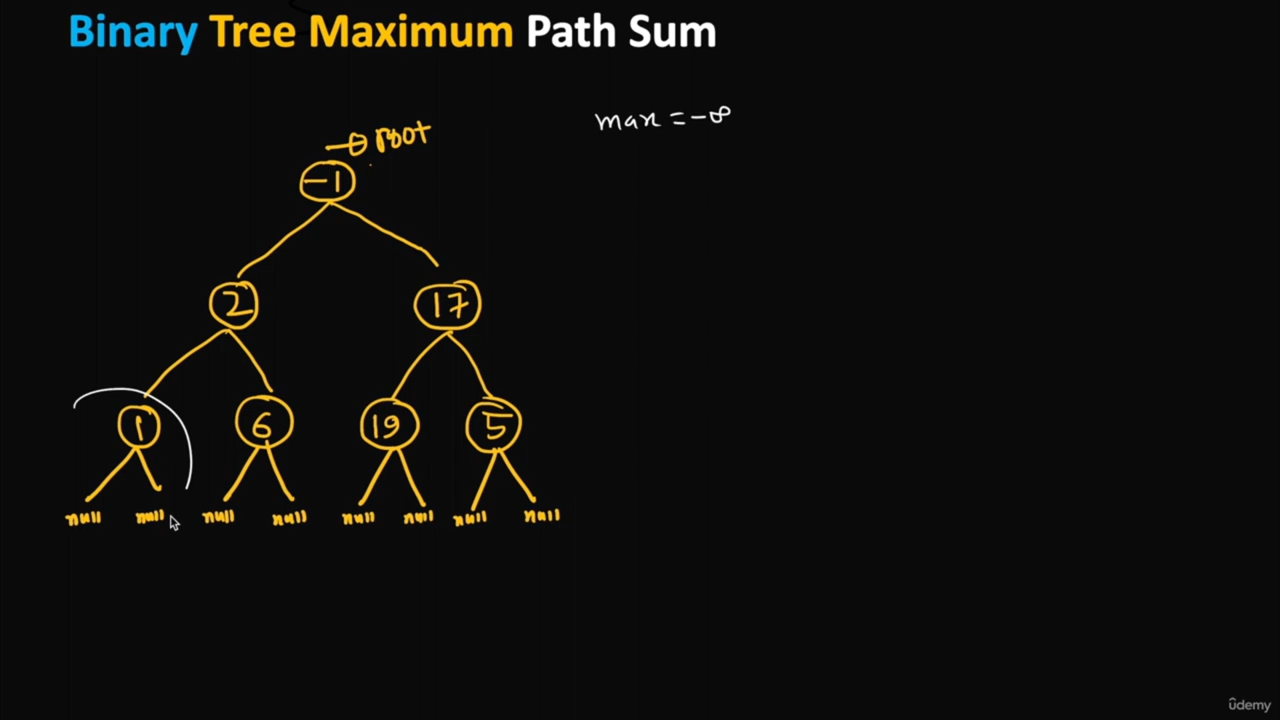 Binary Tree Maximum Path Sum
max = -∞
root
-1
2 17
1 6 19 5
null null null null null null null null
ûdemy